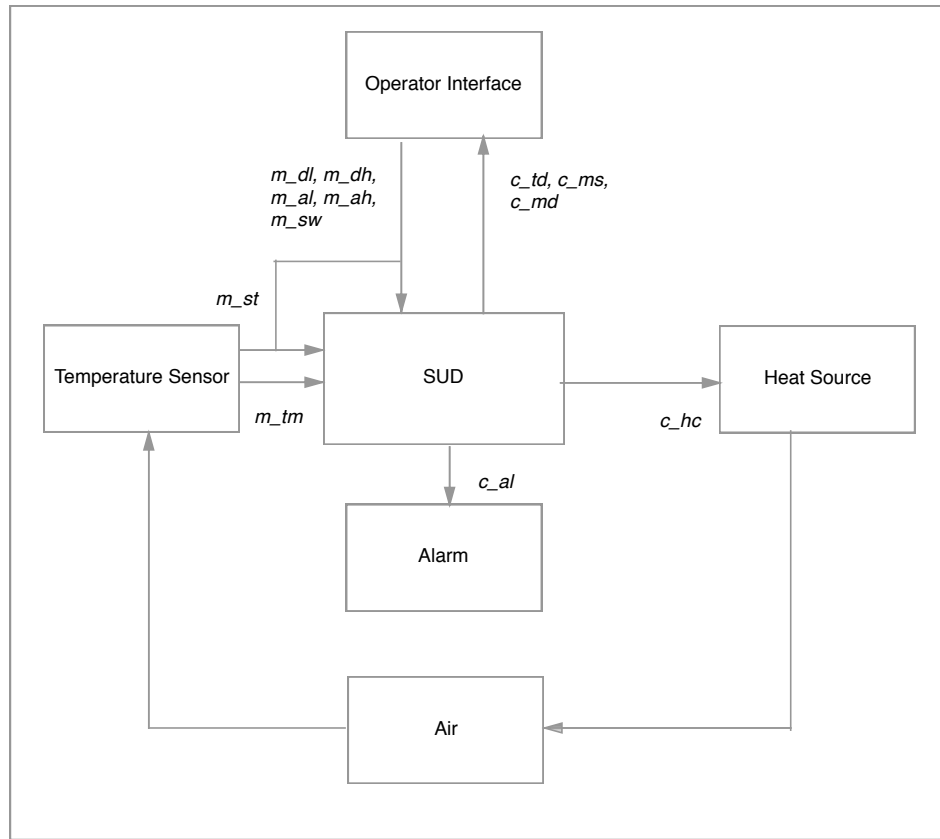 Operator Interface
m_dl, m_dh,
m_al, m_ah,
m_sw
c_td, c_ms,
c_md
m_st
Temperature Sensor
SUD
Heat Source
m_tm
c_hc
c_al
Alarm
Air